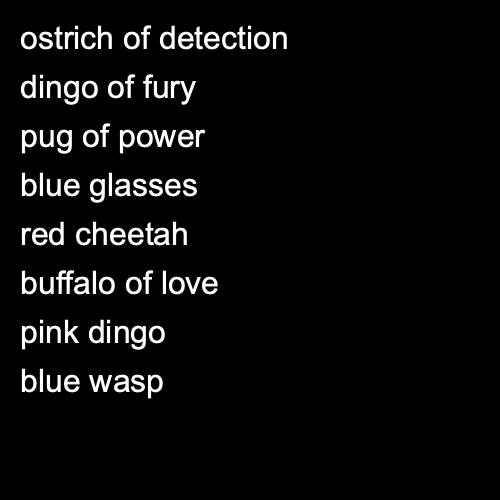 ostrich of detection
dingo of fury
pug of power
blue glasses
red cheetah
buffalo of love
pink dingo
blue wasp